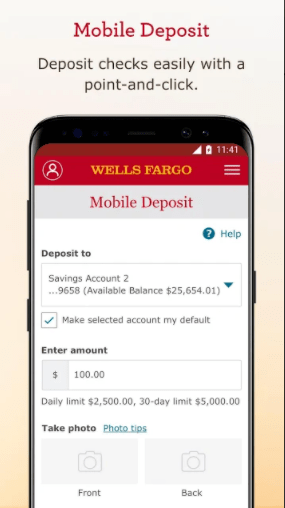 Mobile Deposit
Deposit checks easily with a
point-and-click.
11:41
WELLS FARGO
Mobile Deposit
? Help
Deposit to
Savings Account 2
...9658 (Available Balance $25,654.01)
Make selected account my default
Enter amount
$ 100.00
Daily limit $2,500.00, 30-day limit $5,000.00
Take photo Photo tips
Front Back